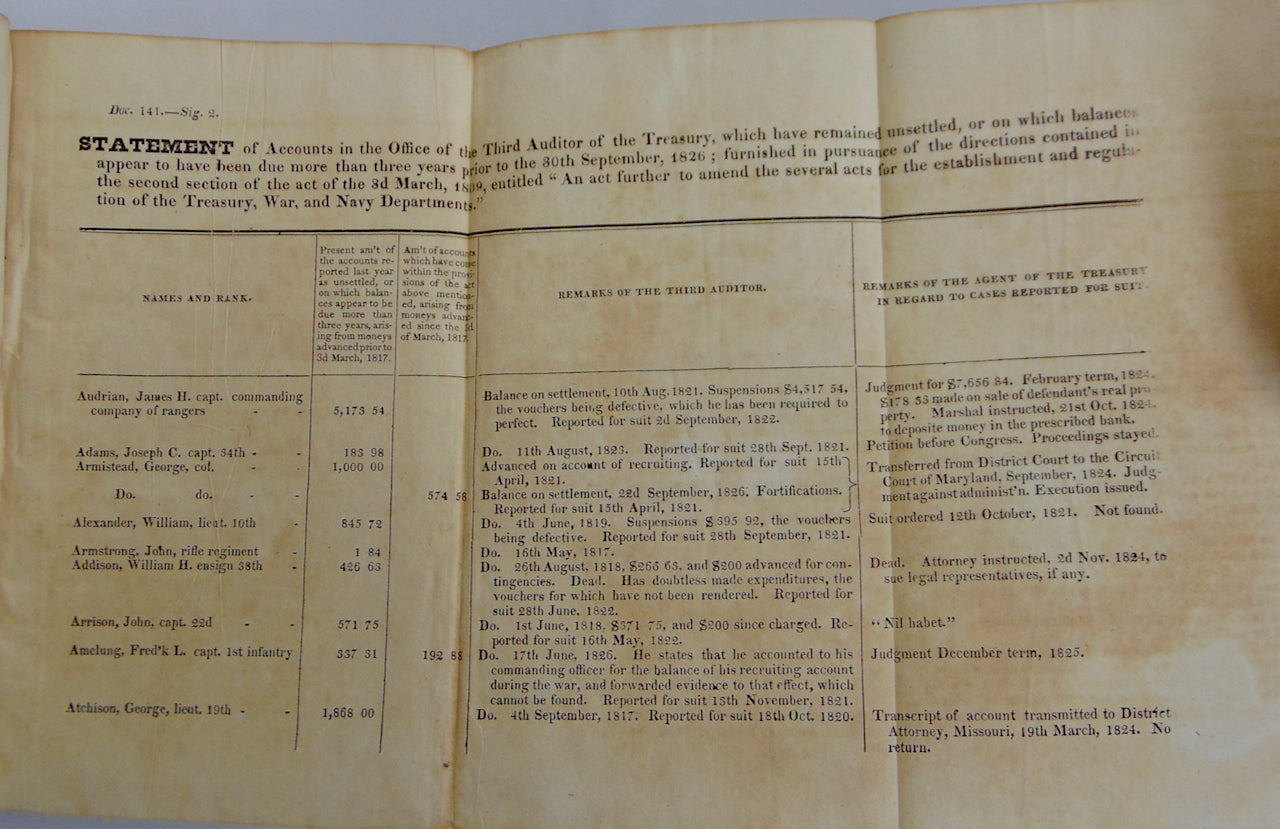 Doc. 141.—Sig. 2.
STATEMENT of Accounts in the Office of the Third Auditor of the Treasury, which have remained unsettled, or on which balances
appear to have been due more than three years prior to the 30th September, 1826; furnished in pursuance of the directions contained in
the second section of the act of the 3d March, 1809, entitled “An act further to amend the several acts for the establishment and regula-
tion of the Treasury, War, and Navy Departments.”
NAMES AND RANK.
Present am't of
the accounts re-
ported last year
as unsettled, or
on which balan-
ces appear to be
due more than
three years, aris-
ing from moneys
advanced prior to
3d March, 1817.
Am't of accounts
which have come
within the provi-
sions of the act
above mention-
ed, arising from
moneys advanc-
ed since the 3d
of March, 1817.
REMARKS OF THE THIRD AUDITOR.
REMARKS OF THE AGENT OF THE TREASURY
IN REGARD TO CASES REPORTED FOR SUIT.
Audrian, James H. capt. commanding
company of rangers - - 5,173 54
Balance on settlement, 10th Aug. 1821. Suspensions $4,517 54,
the vouchers being defective, which he has been required to
perfect. Reported for suit 2d September, 1822.
Judgment for $7,656 84. February term, 182
$178 53 made on sale of defendant's real pro
perty. Marshal instructed, 21st Oct. 182
to deposite money in the prescribed bank.
Petition before Congress. Proceedings stayed.
Adams, Joseph C. capt. 34th - - 183 98
Do. 11th August, 1823. Reported for suit 28th Sept. 1821.
Armistead, George, col. - - 1,000 00
Advanced on account of recruiting. Reported for suit 15th
April, 1821.
Transferred from District Court to the Circuit
Court of Maryland, September, 1824. Judg-
ment against administ'n. Execution issued.
Do. do. - - 574 58
Balance on settlement, 22d September, 1826. Fortifications.
Reported for suit 15th April, 1821.
Alexander, William, lieut. 10th - 845 72
Do. 4th June, 1819. Suspensions $395 92, the vouchers
being defective. Reported for suit 28th September, 1821.
Suit ordered 12th October, 1821. Not found.
Armstrong, John, rifle regiment - - 1 84
Do. 16th May, 1817.
Addison, William H. ensign 38th - 426 63
Do. 26th August, 1818, $266 63, and $200 advanced for con-
tingencies. Dead. Has doubtless made expenditures, the
vouchers for which have not been rendered. Reported for
suit 28th June, 1822.
Dead. Attorney instructed, 2d Nov. 1824, to
sue legal representatives, if any.
Arrison, John, capt. 22d - - 571 75
Do. 1st June, 1818, $371 75, and $200 since charged. Re-
ported for suit 16th May, 1822.
“Nil habet.”
Amelung, Fred'k L. capt. 1st infantry 337 31 192 88
Do. 17th June, 1826. He states that he accounted to his
commanding officer for the balance of his recruiting account
during the war, and forwarded evidence to that effect, which
cannot be found. Reported for suit 13th November, 1821.
Judgment December term, 1825.
Atchison, George, lieut. 19th - - 1,868 00
Do. 4th September, 1817. Reported for suit 18th Oct. 1820.
Transcript of account transmitted to District
Attorney, Missouri, 19th March, 1824. No
return.